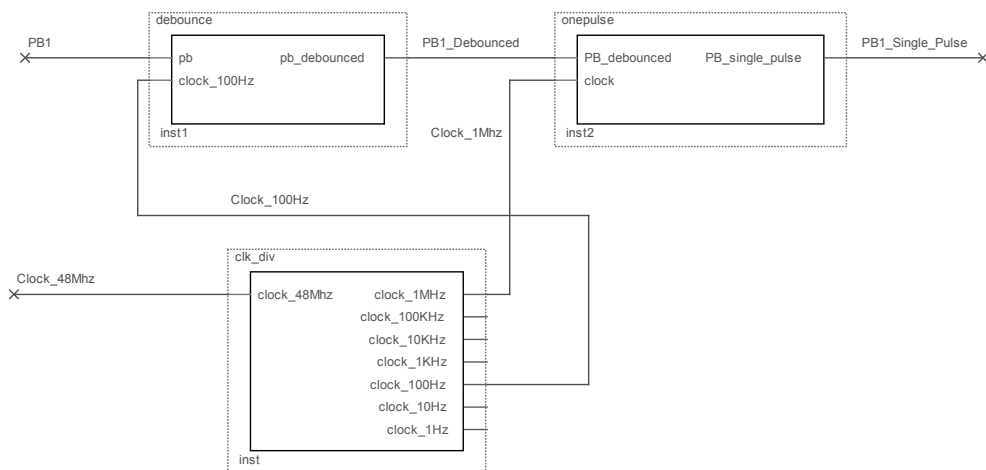 debounce
onepulse
PB1
PB1_Debounced
PB1_Single_Pulse
pb
pb_debounced
PB_debounced
PB_single_pulse
clock_100Hz
clock
inst1
Clock_1Mhz
inst2
Clock_100Hz
clk_div
Clock_48Mhz
clock_48Mhz
clock_1MHz
clock_100KHz
clock_10KHz
clock_1KHz
clock_100Hz
clock_10Hz
clock_1Hz
inst